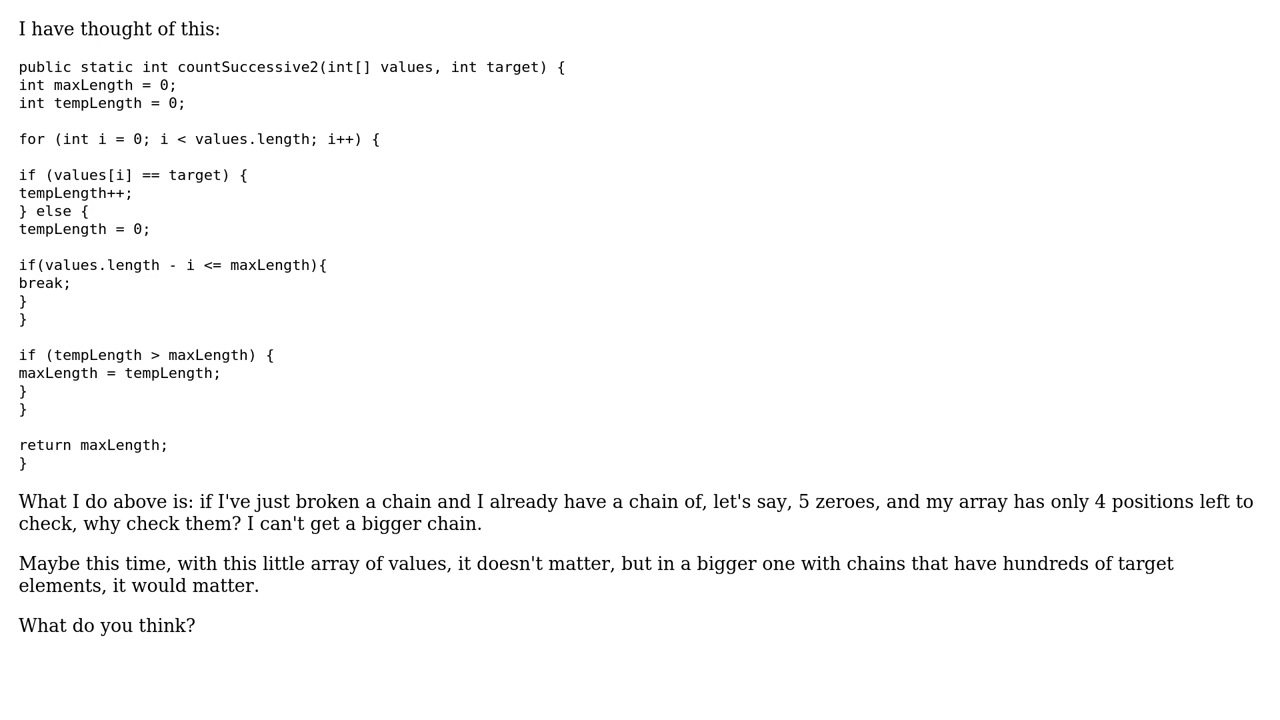 I have thought of this:
public static int countSuccessive2(int[] values, int target) {
int maxLength = 0;
int tempLength = 0;
for (int i = 0; i < values.length; i++) {
if (values[i] == target) {
tempLength++;
} else {
tempLength = 0;
if(values.length - i <= maxLength){
break;
}
}
if (tempLength > maxLength) {
maxLength = tempLength;
}
}
return maxLength;
}
What I do above is: if I've just broken a chain and I already have a chain of, let's say, 5 zeroes, and my array has only 4 positions left to
check, why check them? I can't get a bigger chain.
Maybe this time, with this little array of values, it doesn't matter, but in a bigger one with chains that have hundreds of target
elements, it would matter.
What do you think?